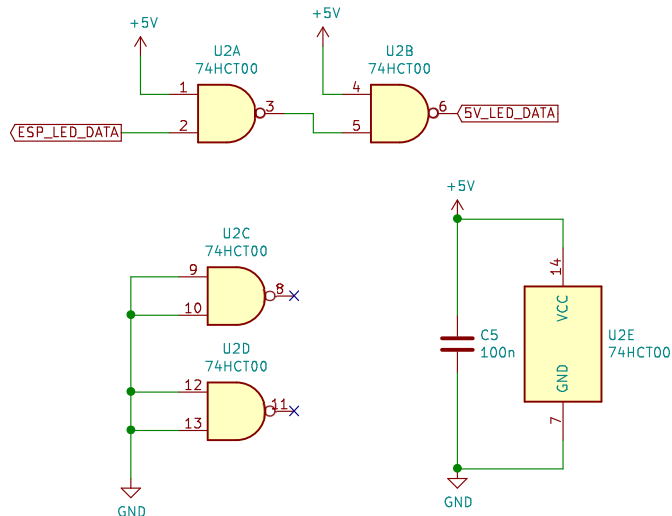 +5V
+5V
U2A
74HCT00
U2B
74HCT00
1
2
3
4
5
6
ESP_LED_DATA
5V_LED_DATA
+5V
U2C
74HCT00
9
10
8
14
VCC
U2E
74HCT00
GND
7
C5
100n
U2D
74HCT00
12
13
11
GND
GND